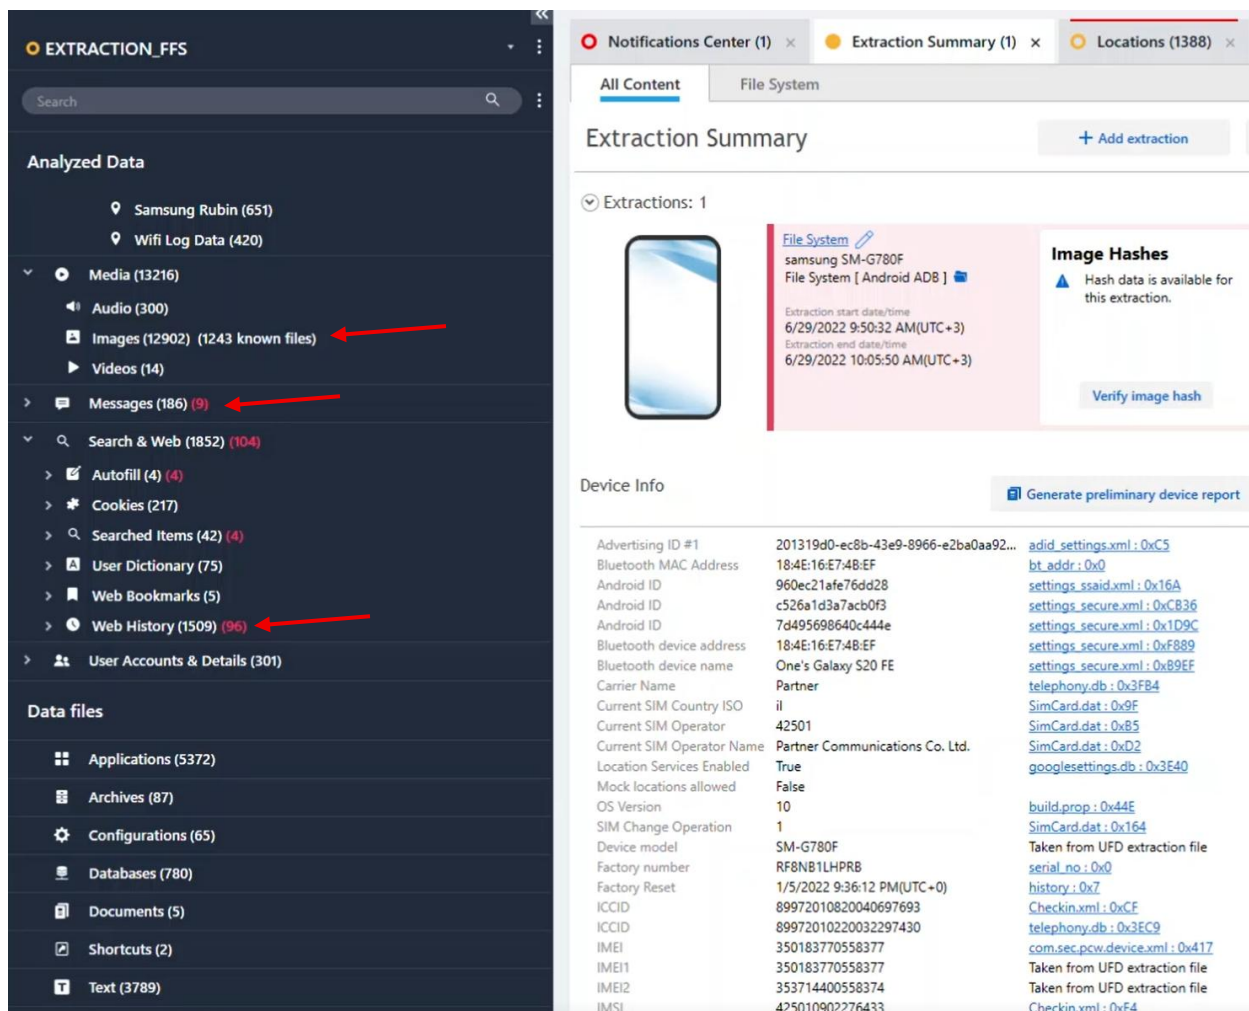 EXTRACTION_FFS
Search
Analyzed Data
Samsung Rubin (651)
Wifi Log Data (420)
Media (13216)
Audio (300)
Images (12902) (1243 known files)
Videos (14)
Messages (186) (9)
Search & Web (1852) (104)
Autofill (4) (4)
Cookies (217)
Searched Items (42) (4)
User Dictionary (75)
Web Bookmarks (5)
Web History (1509) (96)
User Accounts & Details (301)
Data files
Applications (5372)
Archives (87)
Configurations (65)
Databases (780)
Documents (5)
Shortcuts (2)
Text (3789)
Notifications Center (1)
Extraction Summary (1)
Locations (1388)
All Content
File System
Extraction Summary
+ Add extraction
Extractions: 1
File System
samsung SM-G780F
File System [ Android ADB ]
Extraction start date/time
6/29/2022 9:50:32 AM(UTC+3)
Extraction end date/time
6/29/2022 10:05:50 AM(UTC+3)
Image Hashes
Hash data is available for
this extraction.
Verify image hash
Device Info
Generate preliminary device report
Advertising ID #1 201319d0-ec8b-43e9-8966-e2ba0aa92... adid_settings.xml : 0xC5
Bluetooth MAC Address 18:4E:16:E7:4B:EF bt_addr : 0x0
Android ID 960ec21afe76dd28 settings_ssaid.xml : 0x16A
Android ID c526a1d3a7acb0f3 settings_secure.xml : 0xCB36
Android ID 7d495698640c444e settings_secure.xml : 0x1D9C
Bluetooth device address 18:4E:16:E7:4B:EF settings_secure.xml : 0xF889
Bluetooth device name One's Galaxy S20 FE settings_secure.xml : 0xB9EF
Carrier Name Partner telephony.db : 0x3FB4
Current SIM Country ISO il SimCard.dat : 0x9F
Current SIM Operator 42501 SimCard.dat : 0xB5
Current SIM Operator Name Partner Communications Co. Ltd. SimCard.dat : 0xD2
Location Services Enabled True googlesettings.db : 0x3E40
Mock locations allowed False
OS Version 10 build.prop : 0x44E
SIM Change Operation 1 SimCard.dat : 0x164
Device model SM-G780F Taken from UFD extraction file
Factory number RF8NB1LHPRB serial_no : 0x0
Factory Reset 1/5/2022 9:36:12 PM(UTC+0) history : 0x7
ICCID 89972010820040697693 Checkin.xml : 0xCF
ICCID 89972010220032297430 telephony.db : 0x3EC9
IMEI 350183770558377 com.sec.pcw.device.xml : 0x417
IMEI1 350183770558377 Taken from UFD extraction file
IMEI2 353714400558374 Taken from UFD extraction file
IMSI 425010902276433 Checkin.xml : 0xF4